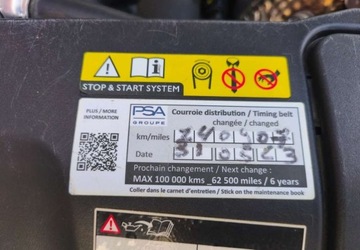 STOP & START SYSTEM
PLUS / MORE
INFORMATION
PSA
GROUPE
Courroie distribution / Timing belt
changée / changed
km/miles
Date
Prochain changement / Next change :
MAX 100 000 kms _62 500 miles / 6 years
Coller dans le carnet d'entretien / Stick on the maintenance book